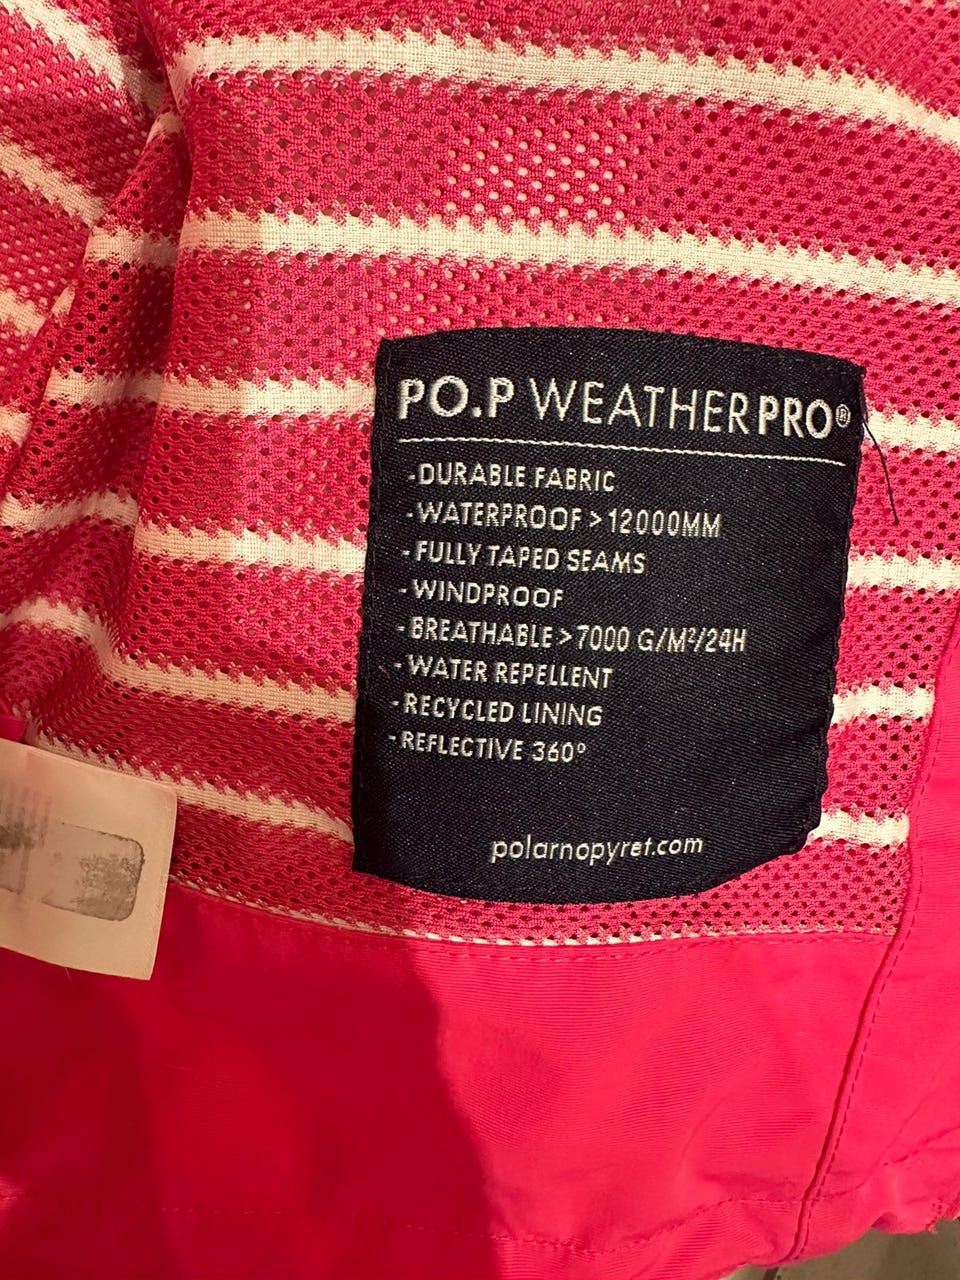 PO.P WEATHERPRO®
-DURABLE FABRIC
-WATERPROOF > 12000MM
-FULLY TAPED SEAMS
-WINDPROOF
-BREATHABLE > 7000 G/M²/24H
-WATER REPELLENT
-RECYCLED LINING
-REFLECTIVE 360°
polarnopyret.com